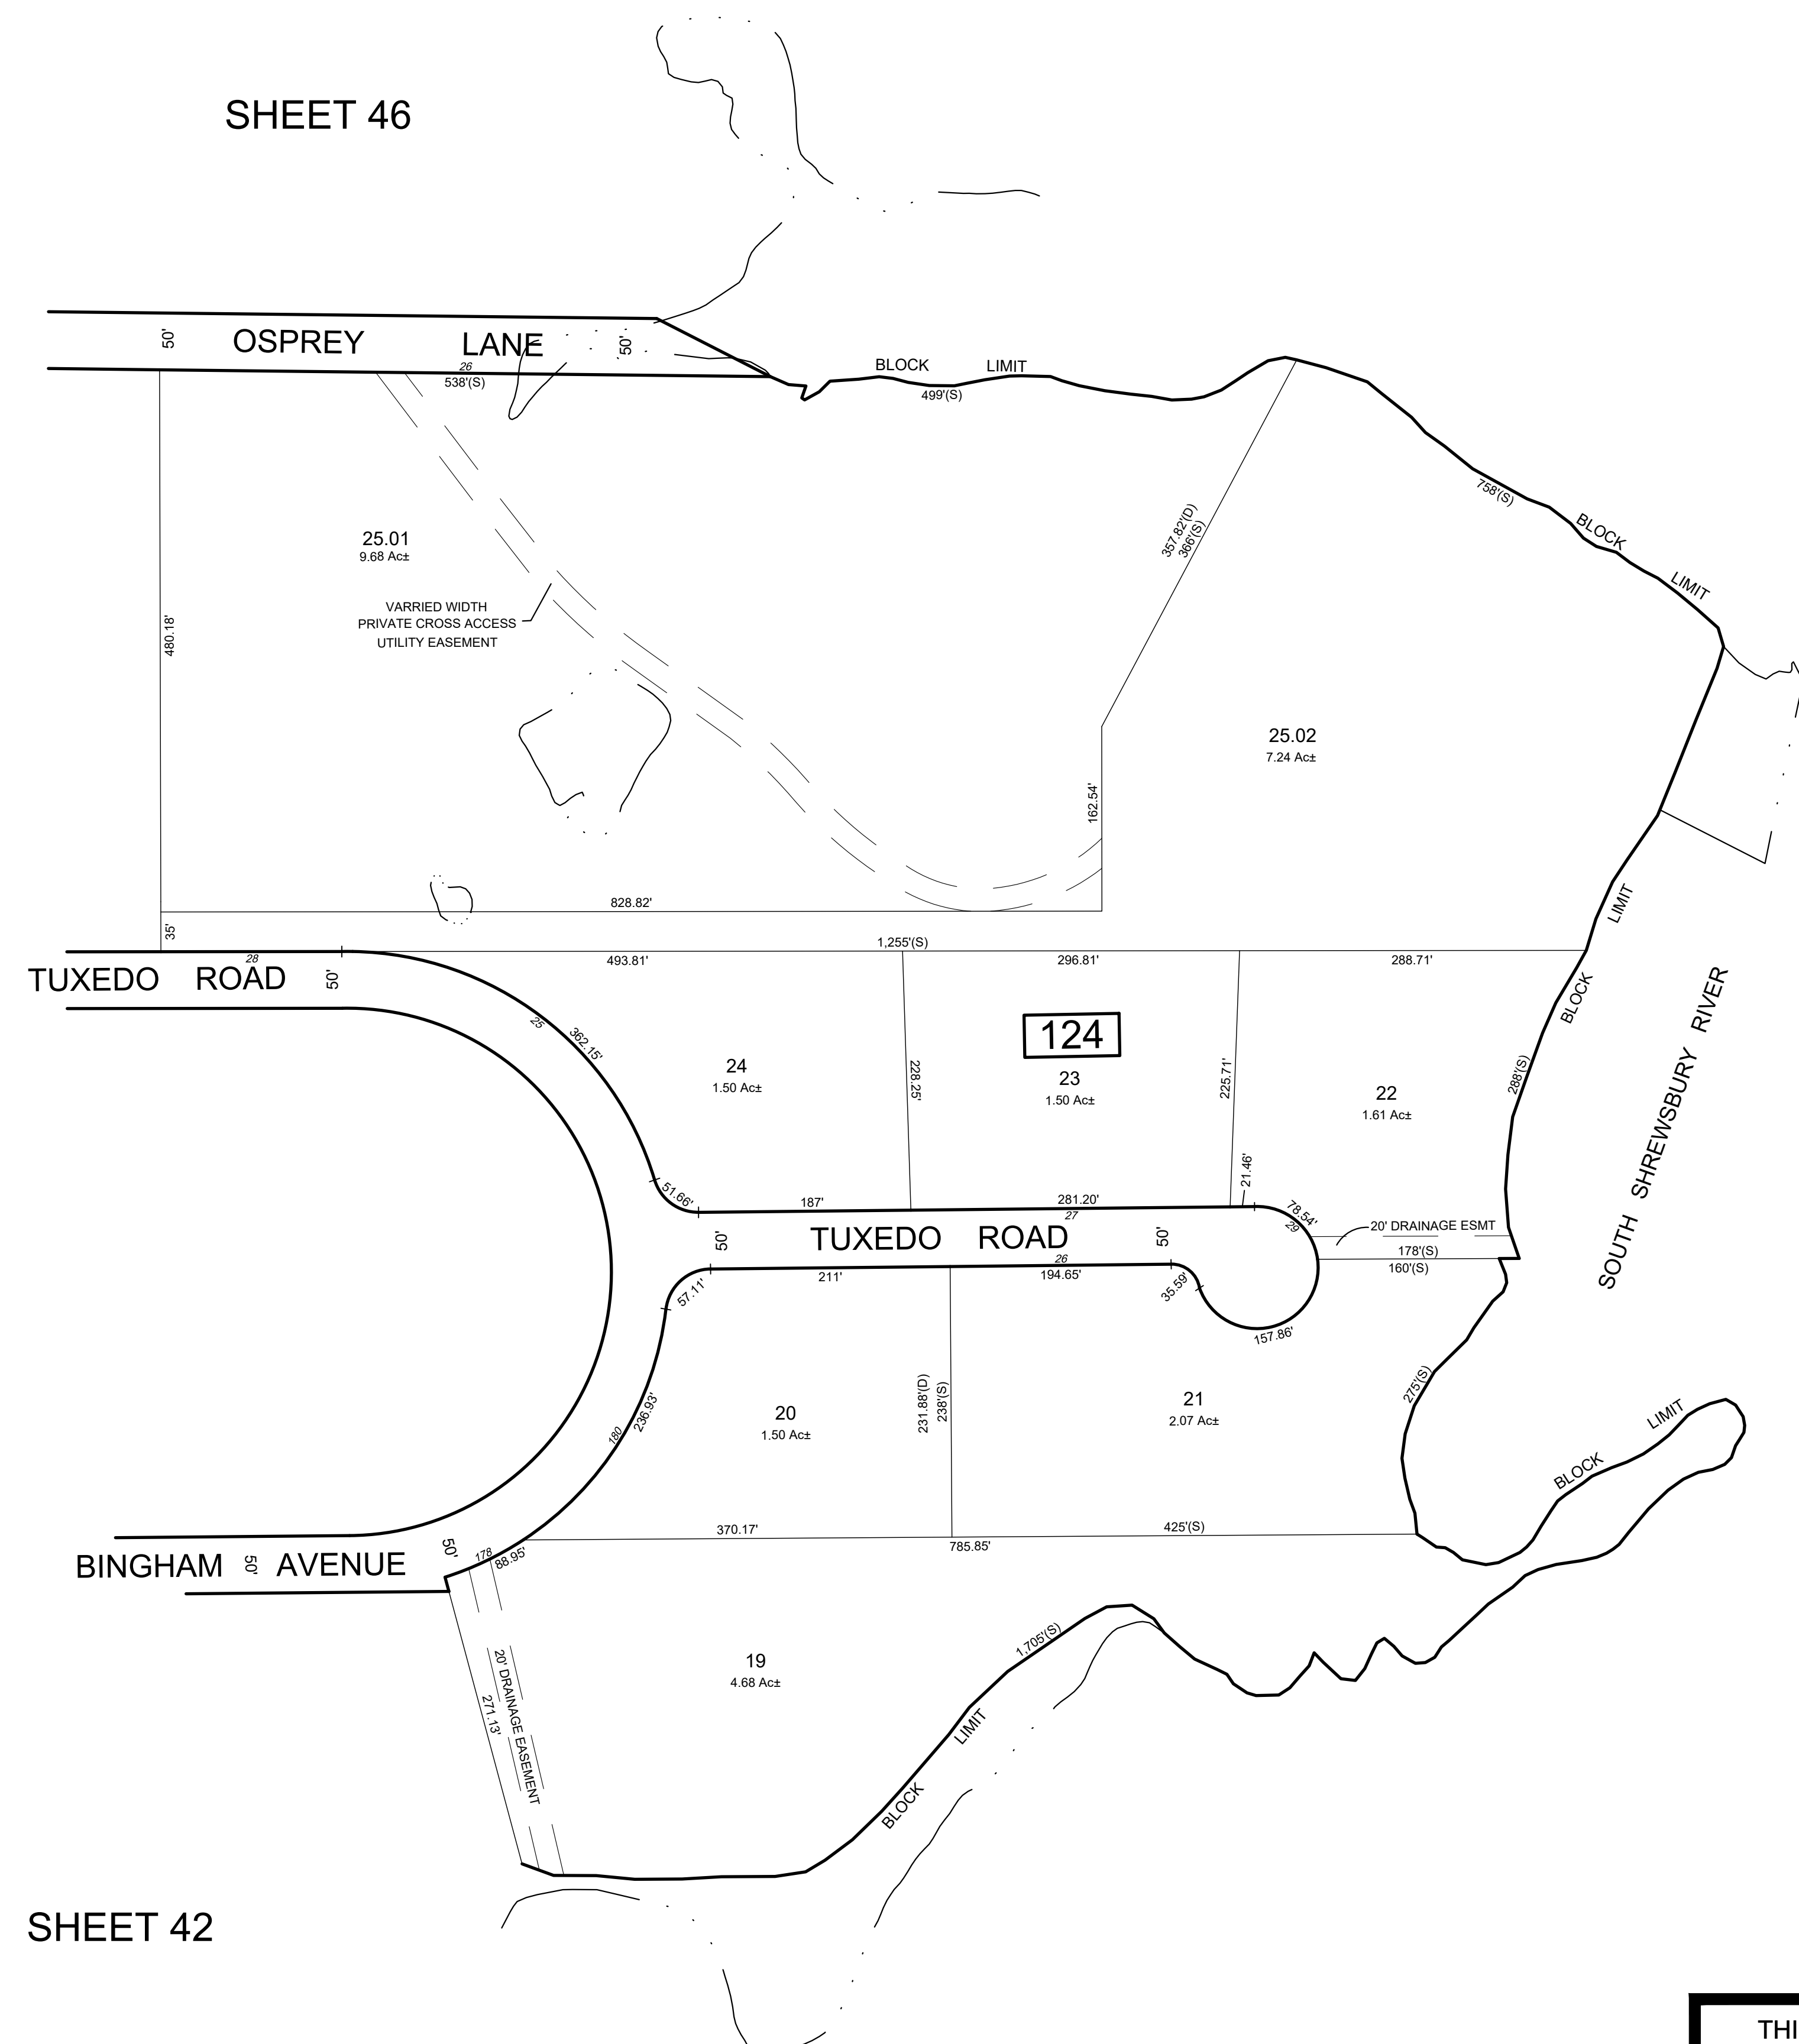 SHEET 46
50'
OSPREY LANE
50'
26
538'(S)
BLOCK LIMIT
499'(S)
758'(S)
BLOCK LIMIT
357.82'(D)
366'(S)
25.01
9.68 Ac±
VARRIED WIDTH
PRIVATE CROSS ACCESS
UTILITY EASEMENT
480.18'
25.02
7.24 Ac±
162.54'
828.82'
35'
1,255'(S)
28
TUXEDO ROAD
50'
493.81'
296.81'
288.71'
BLOCK LIMIT
SOUTH SHREWSBURY RIVER
25
362.15'
124
24
1.50 Ac±
228.25'
23
1.50 Ac±
225.71'
22
1.61 Ac±
288'(S)
51.66'
187'
281.20'
27
21.46'
78.54'
29
20' DRAINAGE ESMT
178'(S)
160'(S)
50'
TUXEDO ROAD
50'
26
57.11'
211'
194.65'
35.59'
157.86'
180
236.93'
20
1.50 Ac±
231.88'(D)
238'(S)
21
2.07 Ac±
275'(S)
BLOCK LIMIT
370.17'
425'(S)
785.85'
BINGHAM 50' AVENUE
50'
178
88.95'
271.13'
20' DRAINAGE EASEMENT
19
4.68 Ac±
1,705'(S)
BLOCK LIMIT
SHEET 42
THI